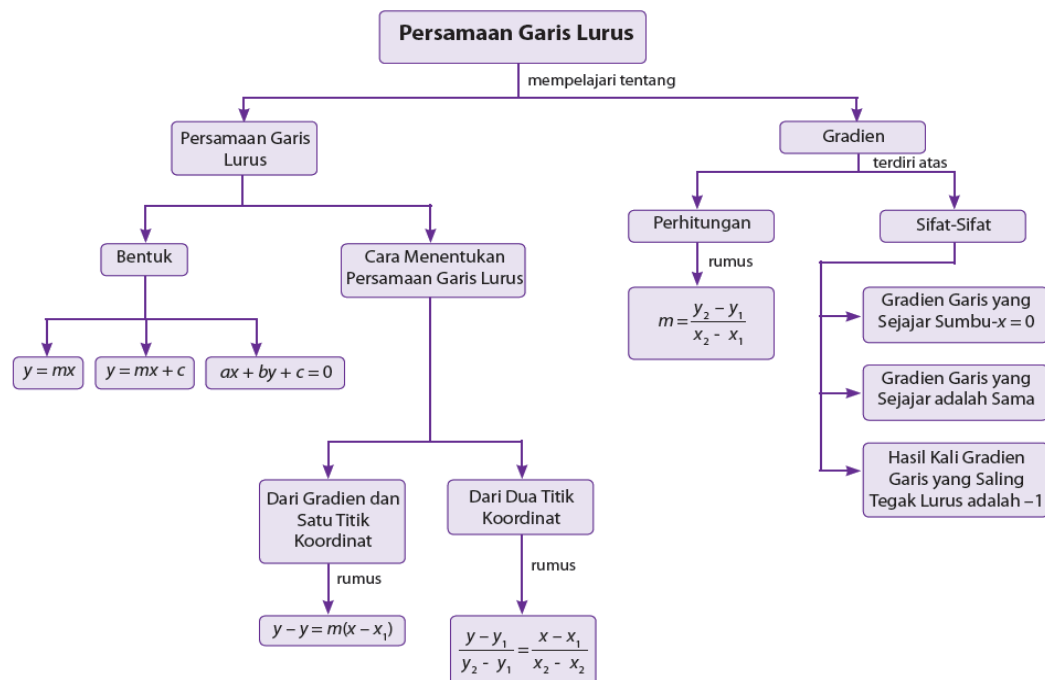 Persamaan Garis Lurus
mempelajari tentang
Persamaan Garis
Lurus
Gradien
terdiri atas
Bentuk
Cara Menentukan
Persamaan Garis Lurus
Perhitungan
rumus
Sifat-Sifat
y = mx
y = mx + c
ax + by + c = 0
m = (y₂ – y₁)/(x₂ - x₁)
Gradien Garis yang
Sejajar Sumbu-x = 0
Gradien Garis yang
Sejajar adalah Sama
Hasil Kali Gradien
Garis yang Saling
Tegak Lurus adalah –1
Dari Gradien dan
Satu Titik
Koordinat
rumus
y – y = m(x – x₁)
Dari Dua Titik
Koordinat
rumus
(y – y₁)/(y₂ - y₁) = (x – x₁)/(x₂ - x₂)